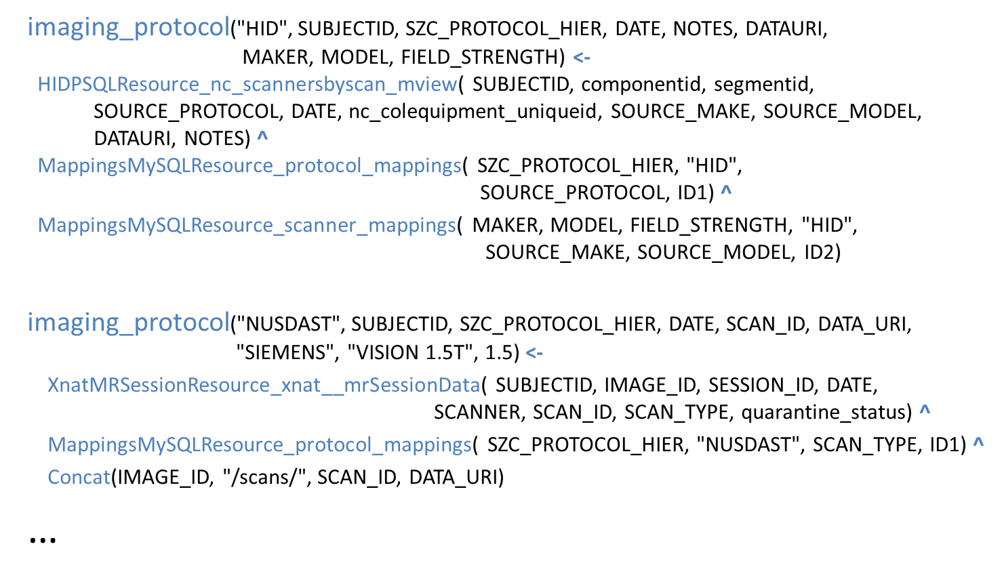 imaging_protocol("HID", SUBJECTID, SZC_PROTOCOL_HIER, DATE, NOTES, DATAURI,
MAKER, MODEL, FIELD_STRENGTH) <-
HIDPSQLResource_nc_scannersbyscan_mview( SUBJECTID, componentid, segmentid,
SOURCE_PROTOCOL, DATE, nc_colequipment_uniqueid, SOURCE_MAKE, SOURCE_MODEL,
DATAURI, NOTES) ^
MappingsMySQLResource_protocol_mappings( SZC_PROTOCOL_HIER, "HID",
SOURCE_PROTOCOL, ID1) ^
MappingsMySQLResource_scanner_mappings( MAKER, MODEL, FIELD_STRENGTH, "HID",
SOURCE_MAKE, SOURCE_MODEL, ID2)
imaging_protocol("NUSDAST", SUBJECTID, SZC_PROTOCOL_HIER, DATE, SCAN_ID, DATA_URI,
"SIEMENS", "VISION 1.5T", 1.5) <-
XnatMRSessionResource_xnat__mrSessionData( SUBJECTID, IMAGE_ID, SESSION_ID, DATE,
SCANNER, SCAN_ID, SCAN_TYPE, quarantine_status) ^
MappingsMySQLResource_protocol_mappings( SZC_PROTOCOL_HIER, "NUSDAST", SCAN_TYPE, ID1) ^
Concat(IMAGE_ID, "/scans/", SCAN_ID, DATA_URI)
...